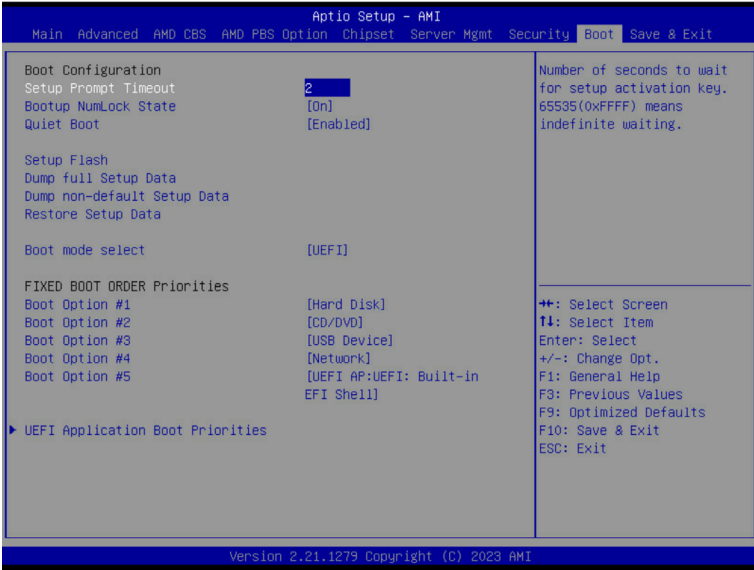 Aptio Setup – AMI
Main Advanced AMD CBS AMD PBS Option Chipset Server Mgmt Security Boot Save & Exit
Boot Configuration
Setup Prompt Timeout 2
Bootup NumLock State [On]
Quiet Boot [Enabled]
Setup Flash
Dump full Setup Data
Dump non-default Setup Data
Restore Setup Data
Boot mode select [UEFI]
FIXED BOOT ORDER Priorities
Boot Option #1 [Hard Disk]
Boot Option #2 [CD/DVD]
Boot Option #3 [USB Device]
Boot Option #4 [Network]
Boot Option #5 [UEFI AP:UEFI: Built-in
EFI Shell]
UEFI Application Boot Priorities
Number of seconds to wait
for setup activation key.
65535(0xFFFF) means
indefinite waiting.
→←: Select Screen
↑↓: Select Item
Enter: Select
+/-: Change Opt.
F1: General Help
F3: Previous Values
F9: Optimized Defaults
F10: Save & Exit
ESC: Exit
Version 2.21.1279 Copyright (C) 2023 AMI